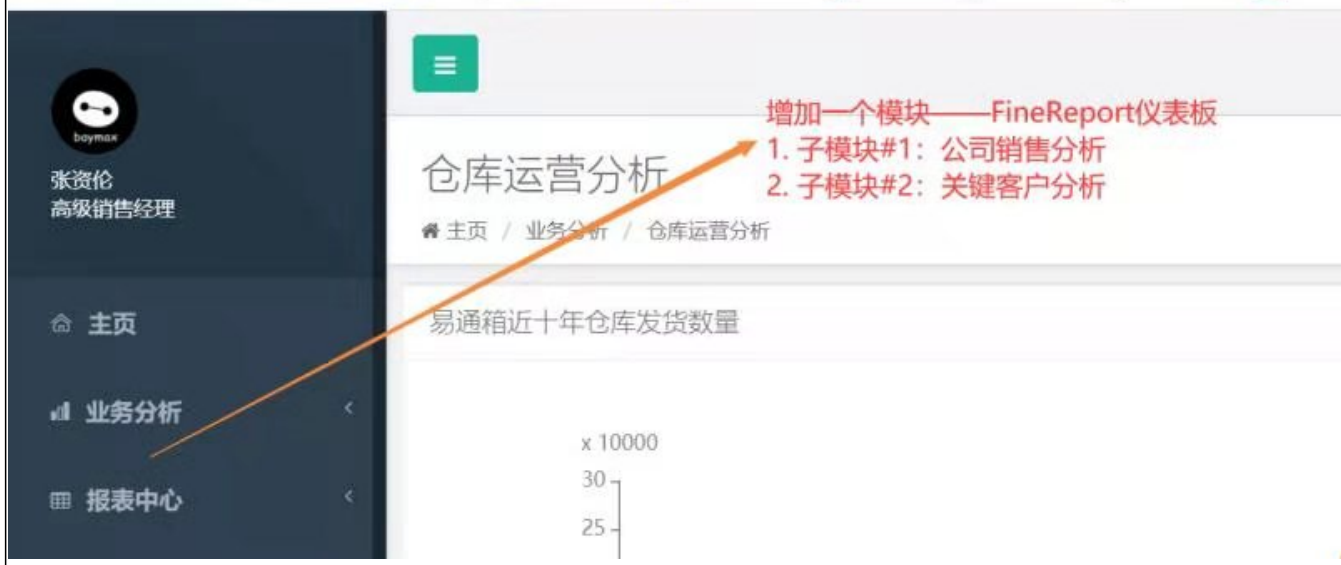 baymax
张资伦
高级销售经理
主页
业务分析
报表中心
增加一个模块——FineReport仪表板
1. 子模块#1：公司销售分析
2. 子模块#2：关键客户分析
仓库运营分析
主页 / 业务分析 / 仓库运营分析
易通箱近十年仓库发货数量
x 10000
30
25